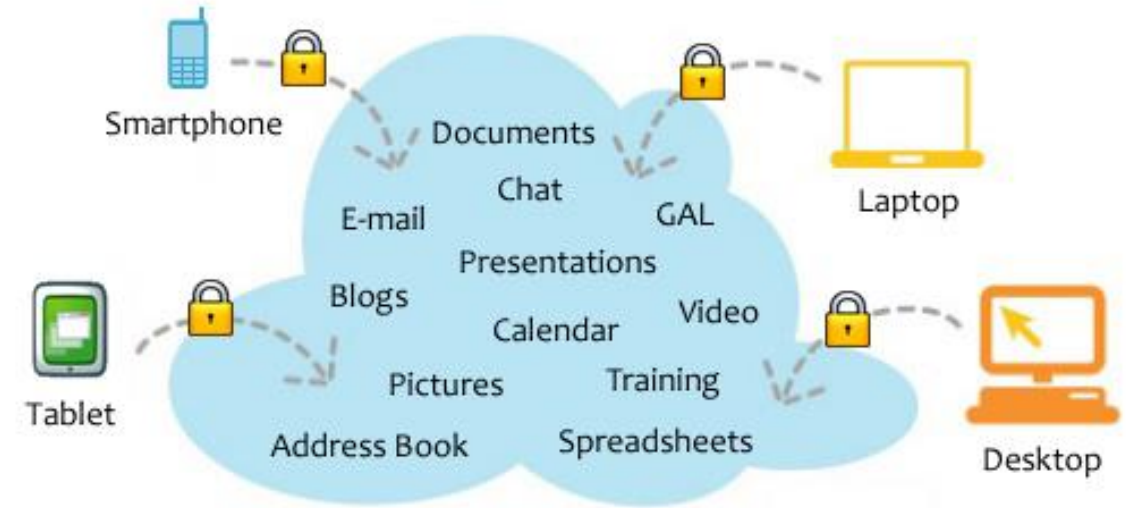 Smartphone
Documents
Chat
Laptop
E-mail
GAL
Presentations
Blogs
Video
Calendar
Tablet
Pictures
Training
Address Book
Spreadsheets
Desktop